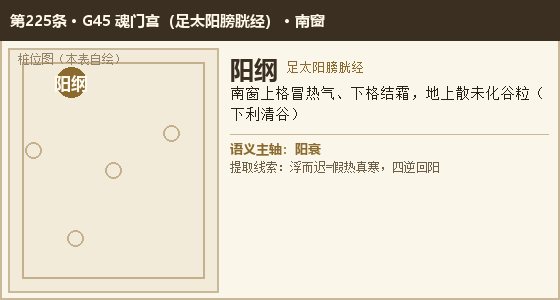 第225条・G45 魂门宫（足太阳膀胱经）・南窗
桩位图（本表自绘）
阳纲
阳纲 足太阳膀胱经
南窗上格冒热气、下格结霜，地上散未化谷粒（
下利清谷）
语义主轴：阳衰
提取线索：浮而迟=假热真寒，四逆回阳